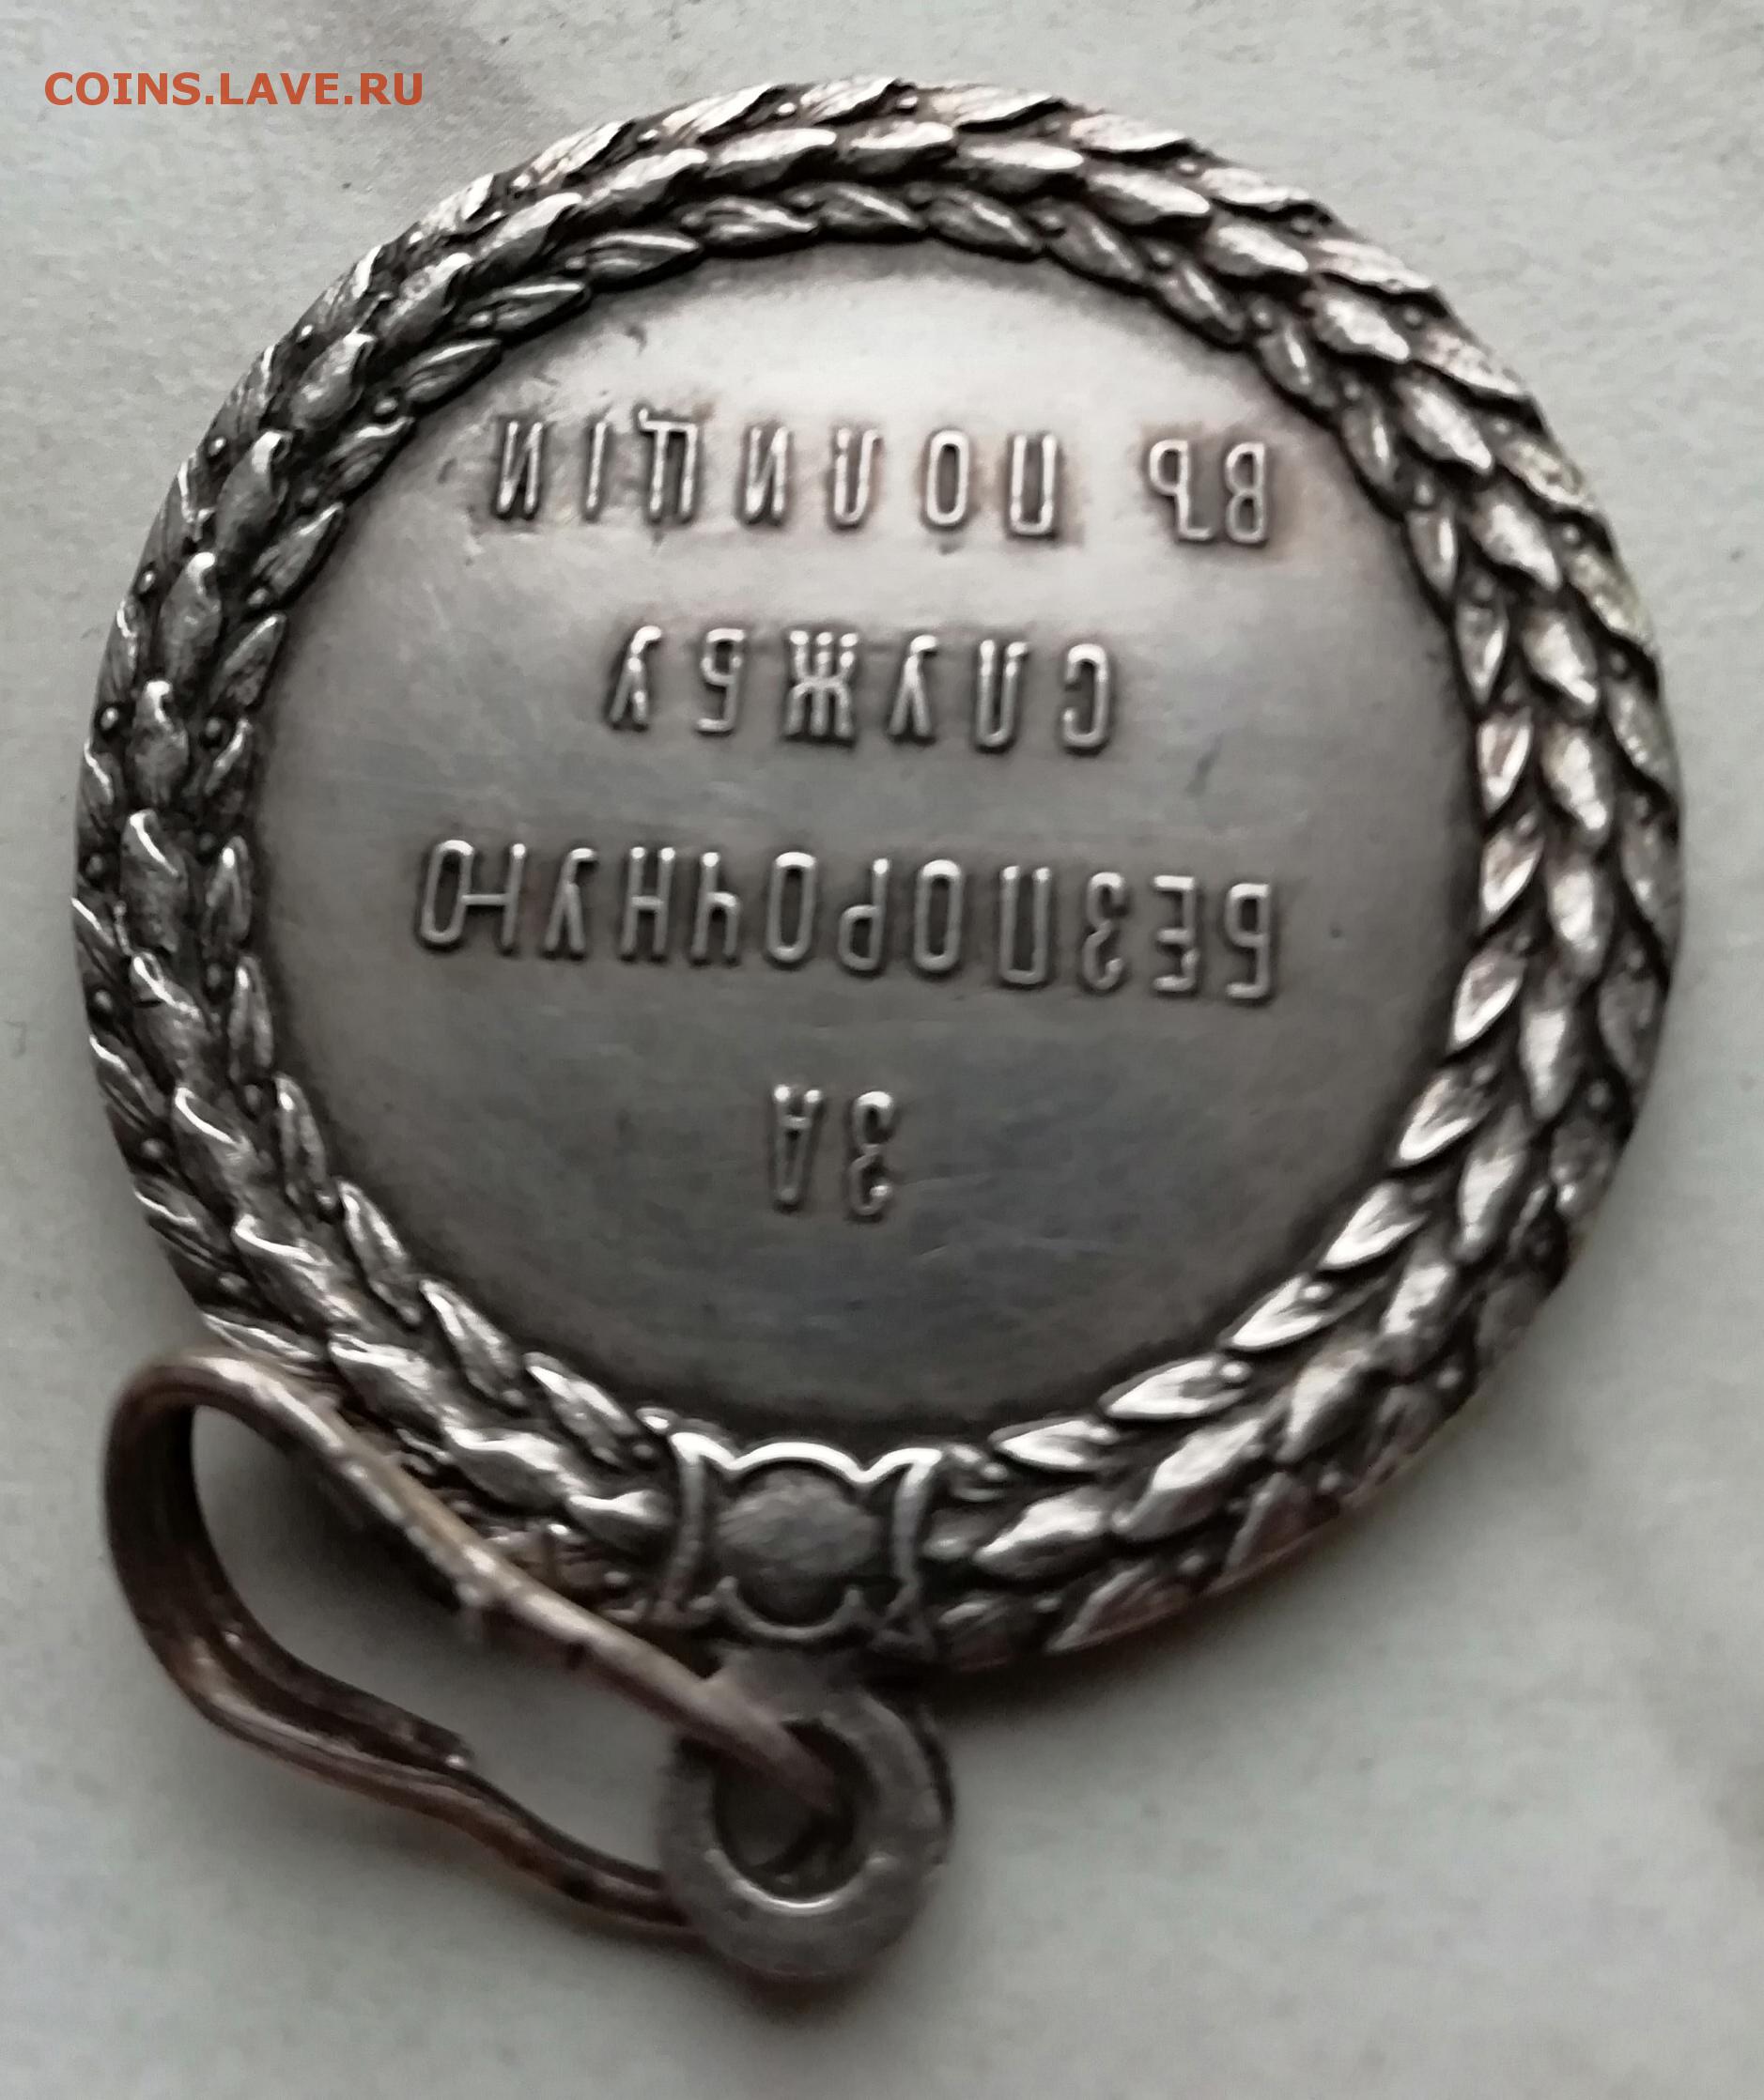 COINS.LAVE.RU
ЗА
БЕЗПОРОЧНУЮ
СЛУЖБУ
ВЪ ПОЛИЦІИ